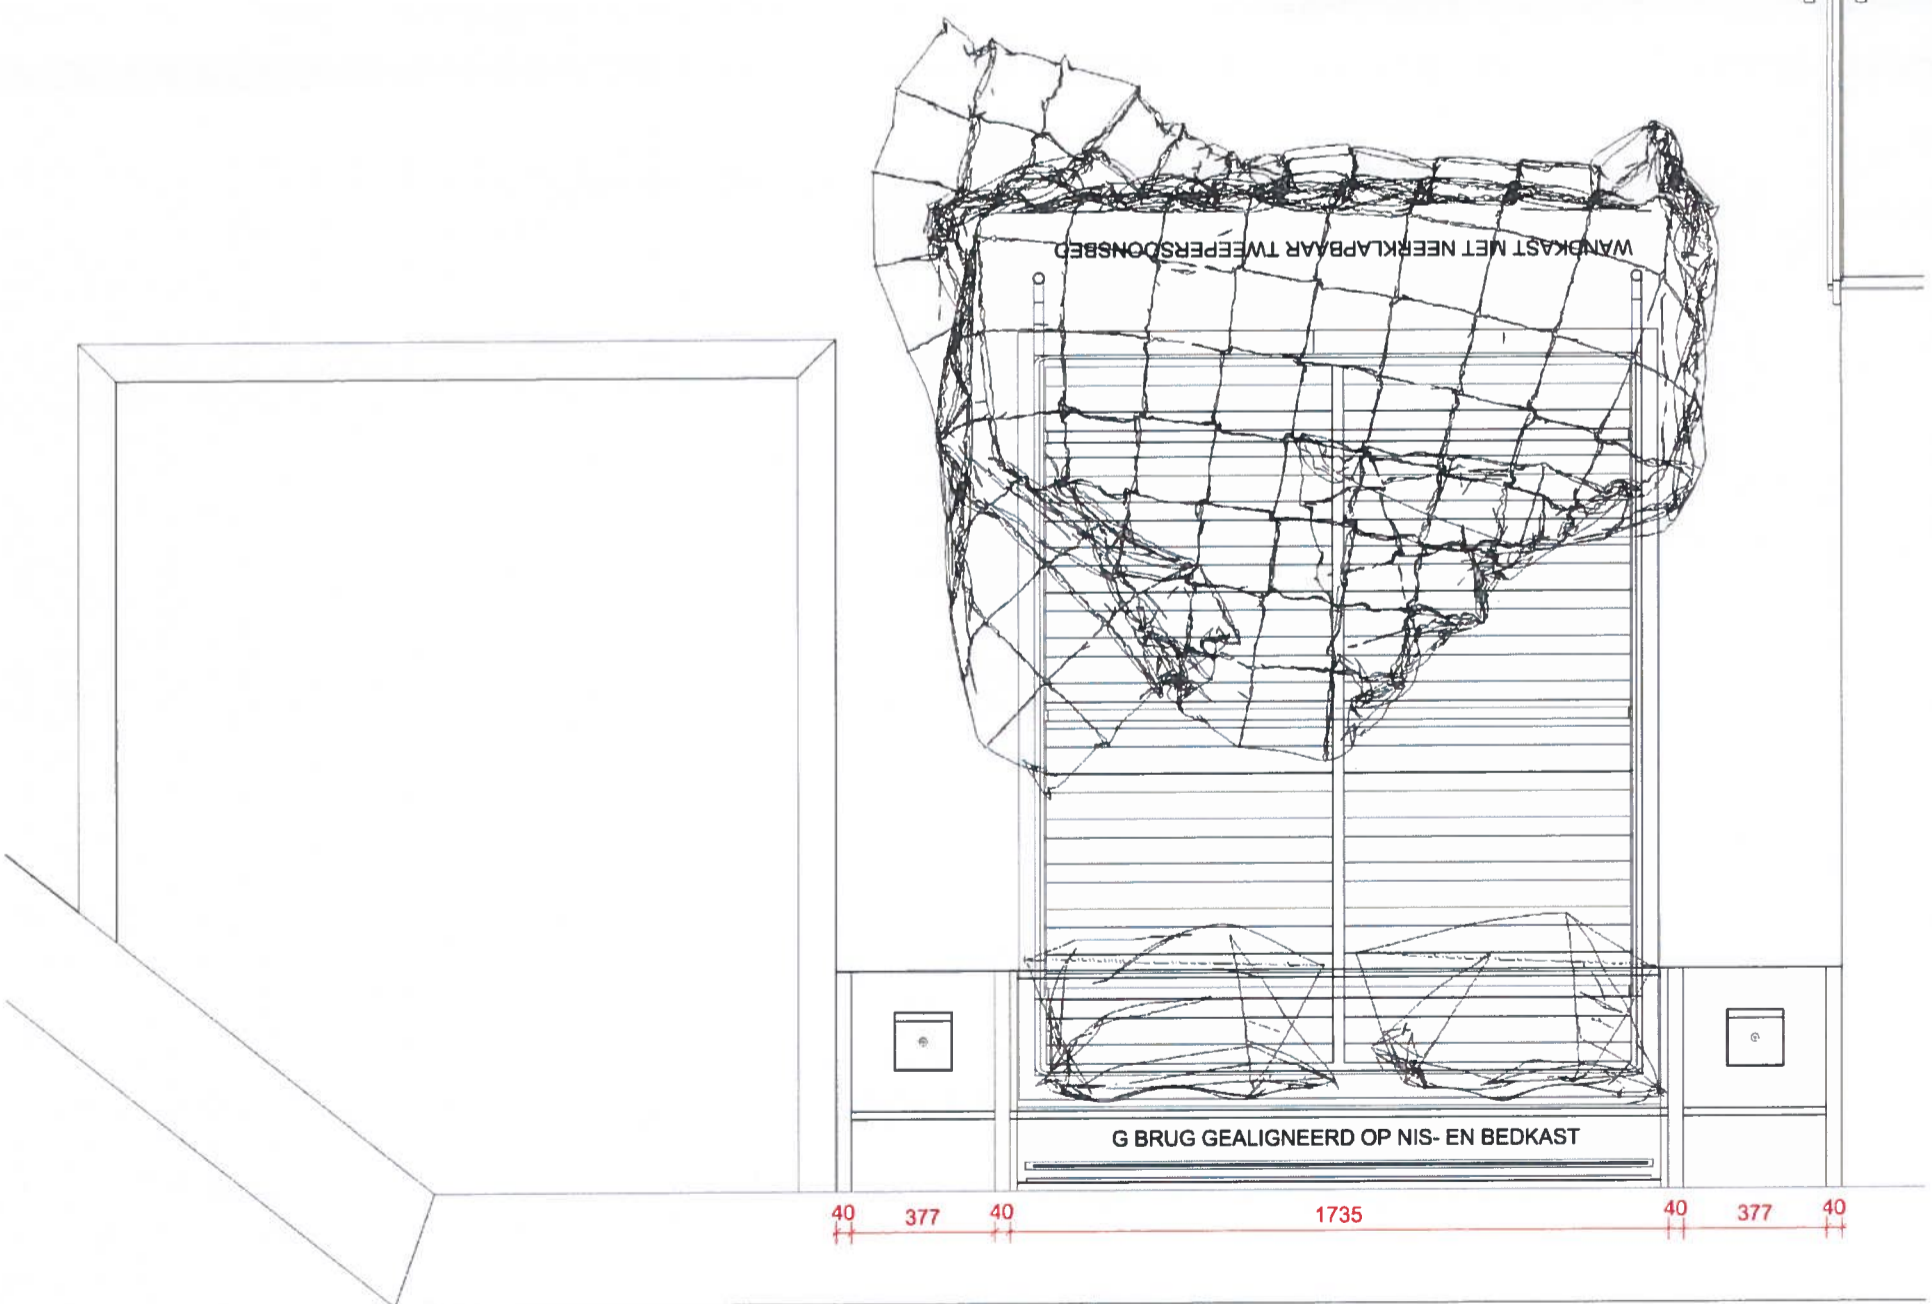 WANDKAST MET NEERKLAPBAAR TWEEPERSOONSBED
G BRUG GEALIGNEERD OP NIS- EN BEDKAST
40 377 40 1735 40 377 40